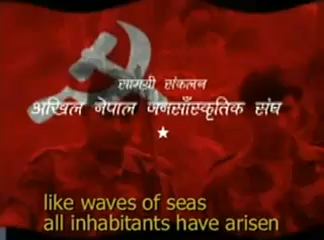 सामग्री संकलन
अखिल नेपाल जनसाँस्कृतिक संघ
like waves of seas
all inhabitants have arisen